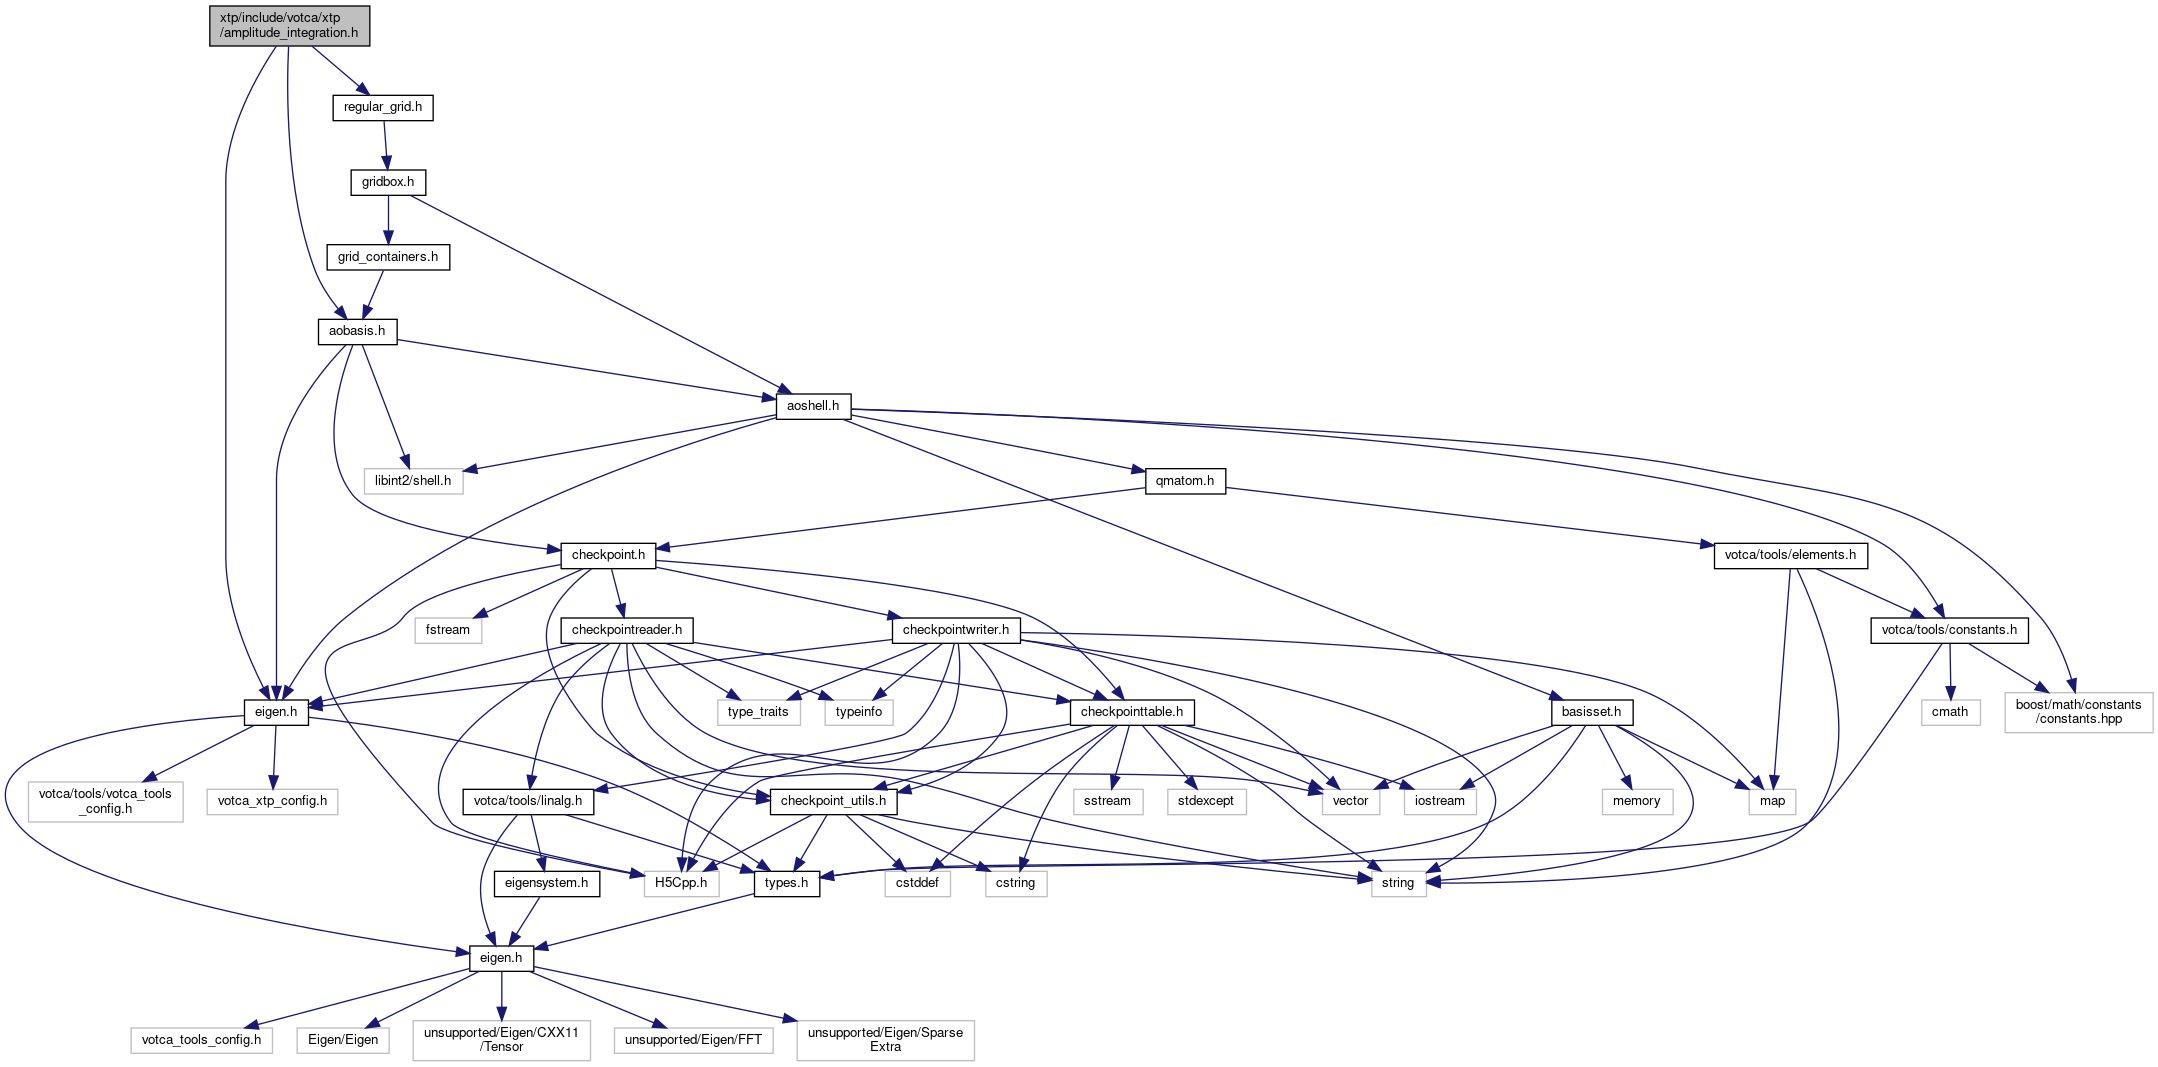 xtp/include/votca/xtp
/amplitude_integration.h
regular_grid.h
gridbox.h
grid_containers.h
aobasis.h
aoshell.h
libint2/shell.h
qmatom.h
checkpoint.h
votca/tools/elements.h
fstream
checkpointreader.h
checkpointwriter.h
votca/tools/constants.h
eigen.h
type_traits
typeinfo
checkpointtable.h
basisset.h
cmath
boost/math/constants
/constants.hpp
votca/tools/votca_tools
_config.h
votca_xtp_config.h
votca/tools/linalg.h
checkpoint_utils.h
sstream
stdexcept
vector
iostream
memory
map
eigensystem.h
H5Cpp.h
types.h
cstddef
cstring
string
eigen.h
votca_tools_config.h
Eigen/Eigen
unsupported/Eigen/CXX11
/Tensor
unsupported/Eigen/FFT
unsupported/Eigen/Sparse
Extra